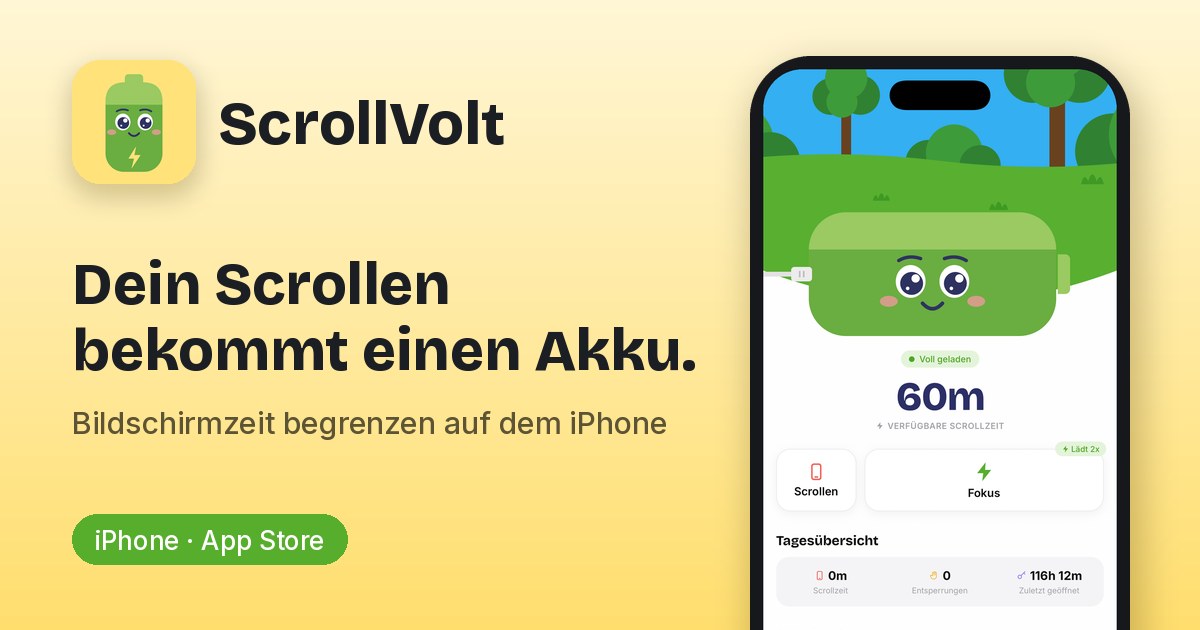 ScrollVolt
Dein Scrollen
bekommt einen Akku.
Bildschirmzeit begrenzen auf dem iPhone
iPhone · App Store
Voll geladen
60m
VERFÜGBARE SCROLLZEIT
Lädt 2x
Scrollen
Fokus
Tagesübersicht
0m
Scrollzeit
0
Entsperrungen
116h 12m
Zuletzt geöffnet